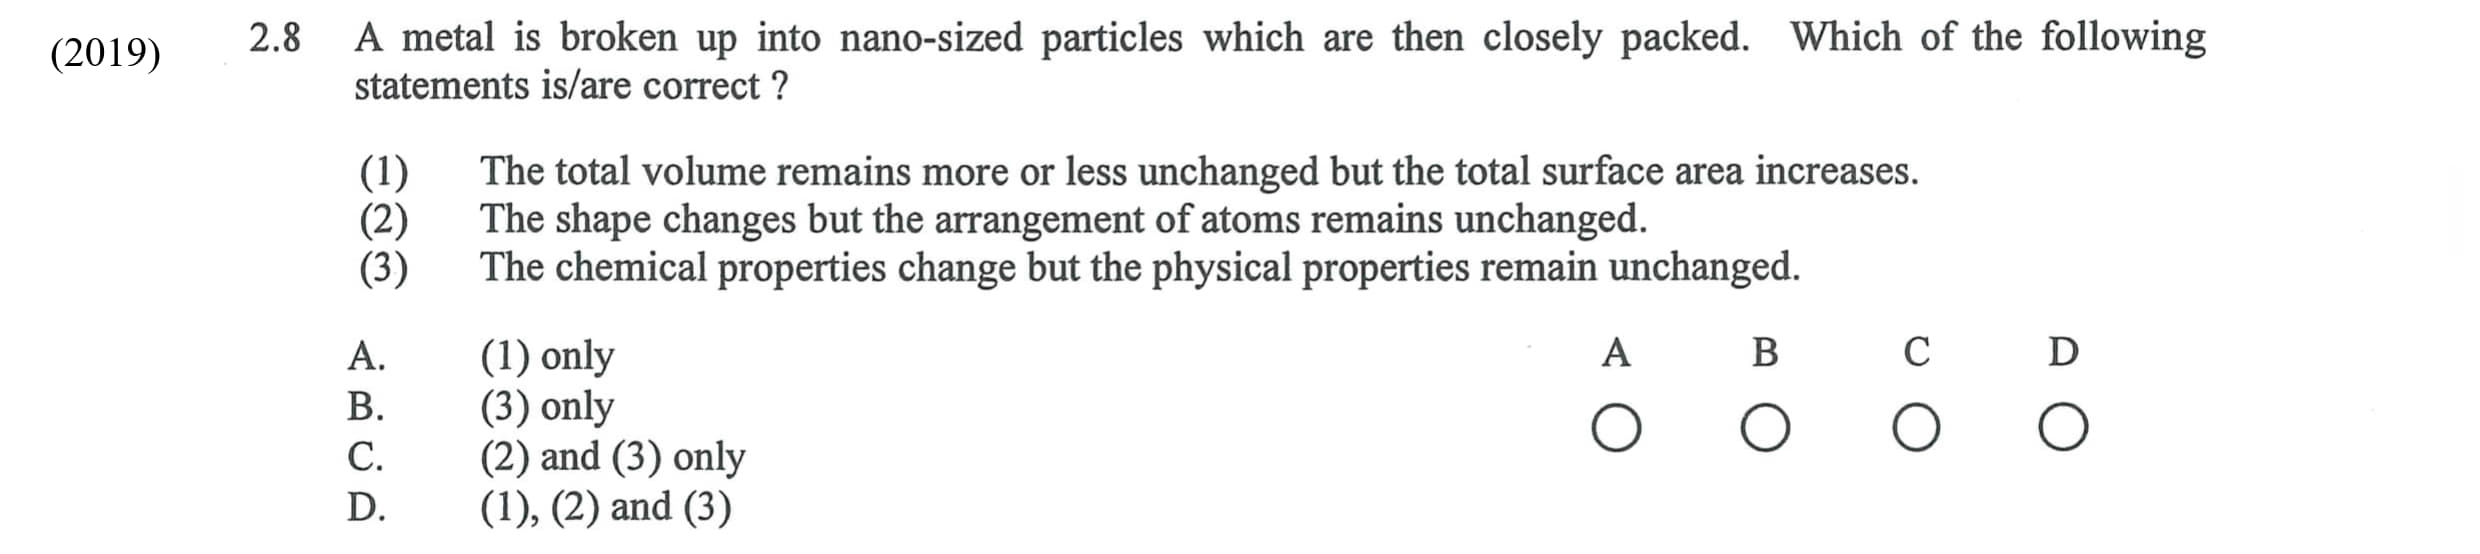 (2019)
2.8 A metal is broken up into nano-sized particles which are then closely packed. Which of the following
statements is/are correct ?
(1) The total volume remains more or less unchanged but the total surface area increases.
(2) The shape changes but the arrangement of atoms remains unchanged.
(3) The chemical properties change but the physical properties remain unchanged.
A. (1) only
B. (3) only
C. (2) and (3) only
D. (1), (2) and (3)
A B C D